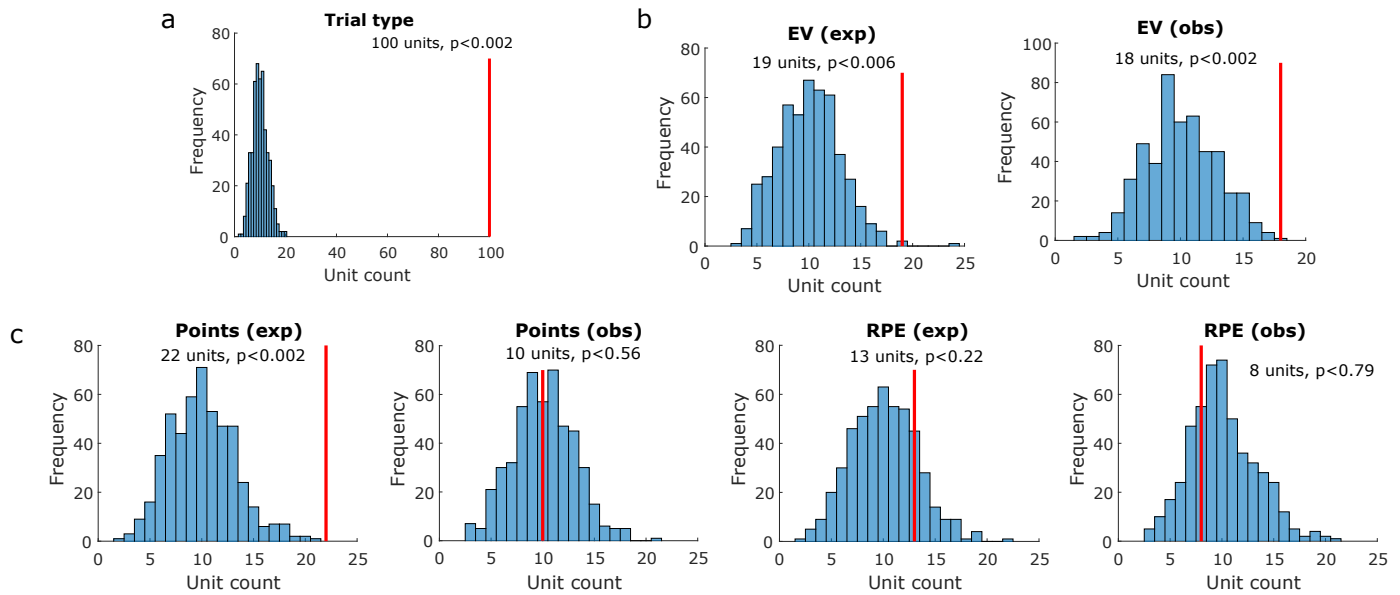 a
Trial type
100 units, p<0.002
80
60
40
20
0
Frequency
0 20 40 60 80 100
Unit count
b
EV (exp)
19 units, p<0.006
80
60
40
20
0
Frequency
0 5 10 15 20 25
Unit count
EV (obs)
18 units, p<0.002
100
80
60
40
20
0
Frequency
0 5 10 15 20
Unit count
c
Points (exp)
22 units, p<0.002
80
60
40
20
0
Frequency
0 5 10 15 20 25
Unit count
Points (obs)
10 units, p<0.56
80
60
40
20
0
Frequency
0 5 10 15 20 25
Unit count
RPE (exp)
13 units, p<0.22
80
60
40
20
0
Frequency
0 5 10 15 20 25
Unit count
RPE (obs)
8 units, p<0.79
80
60
40
20
0
Frequency
0 5 10 15 20 25
Unit count